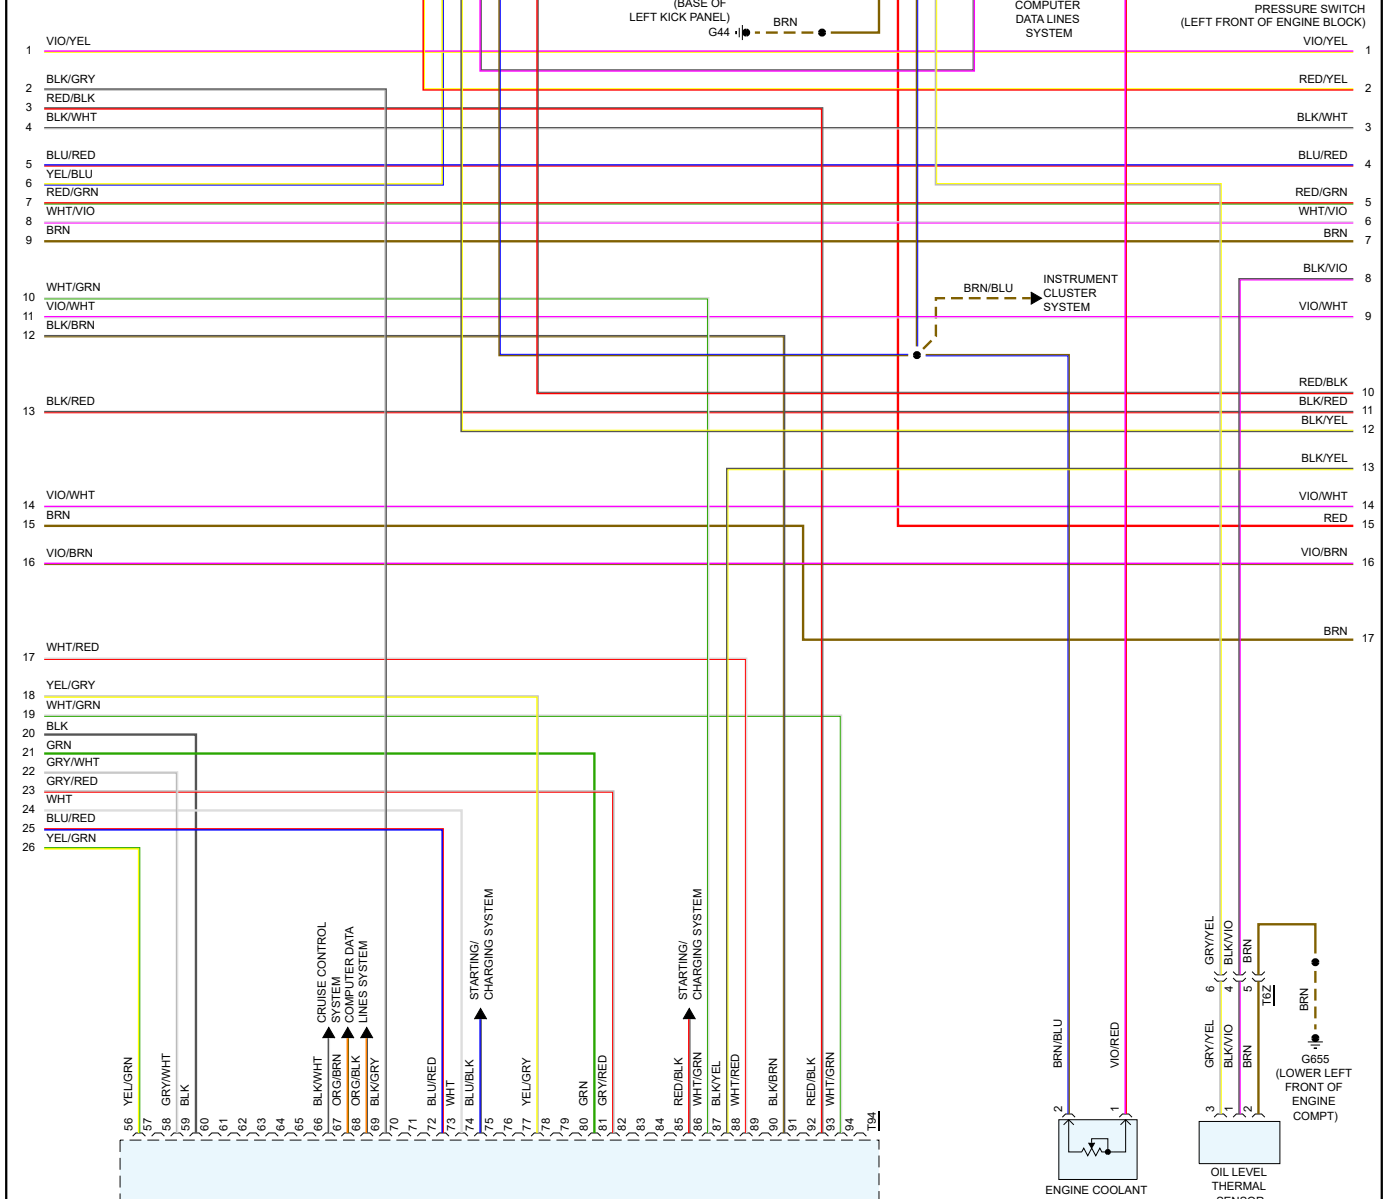 (BASE OF
LEFT KICK PANEL)
G44
BRN
COMPUTER
DATA LINES
SYSTEM
PRESSURE SWITCH
(LEFT FRONT OF ENGINE BLOCK)
1 VIO/YEL VIO/YEL 1
2 BLK/GRY RED/YEL 2
3 RED/BLK
4 BLK/WHT BLK/WHT 3
5 BLU/RED BLU/RED 4
6 YEL/BLU
7 RED/GRN RED/GRN 5
8 WHT/VIO WHT/VIO 6
9 BRN BRN 7
BLK/VIO 8
10 WHT/GRN
BRN/BLU
INSTRUMENT
CLUSTER
SYSTEM
11 VIO/WHT VIO/WHT 9
12 BLK/BRN
RED/BLK 10
13 BLK/RED BLK/RED 11
BLK/YEL 12
BLK/YEL 13
14 VIO/WHT VIO/WHT 14
15 BRN RED 15
16 VIO/BRN VIO/BRN 16
BRN 17
17 WHT/RED
18 YEL/GRY
19 WHT/GRN
20 BLK
21 GRN
22 GRY/WHT
23 GRY/RED
24 WHT
25 BLU/RED
26 YEL/GRN
CRUISE CONTROL
SYSTEM
COMPUTER DATA
LINES SYSTEM
STARTING/
CHARGING SYSTEM
STARTING/
CHARGING SYSTEM
YEL/GRN
GRY/WHT
BLK
BLK/WHT
ORG/BRN
ORG/BLK
BLK/GRY
BLU/RED
WHT
BLU/BLK
YEL/GRY
GRN
GRY/RED
RED/BLK
WHT/GRN
BLK/YEL
WHT/RED
BLK/BRN
RED/BLK
WHT/GRN
56 57 58 59 60 61 62 63 64 65 66 67 68 69 70 71 72 73 74 75 76 77 78 79 80 81 82 83 84 85 86 87 88 89 90 91 92 93 94 T94
BRN/BLU
VIO/RED
2 1
ENGINE COOLANT
GRY/YEL
BLK/VIO
BRN
6 4 5 T6Z
GRY/YEL
BLK/VIO
BRN
3 1 2
BRN
G655
(LOWER LEFT
FRONT OF
ENGINE
COMPT)
OIL LEVEL
THERMAL
SENSOR